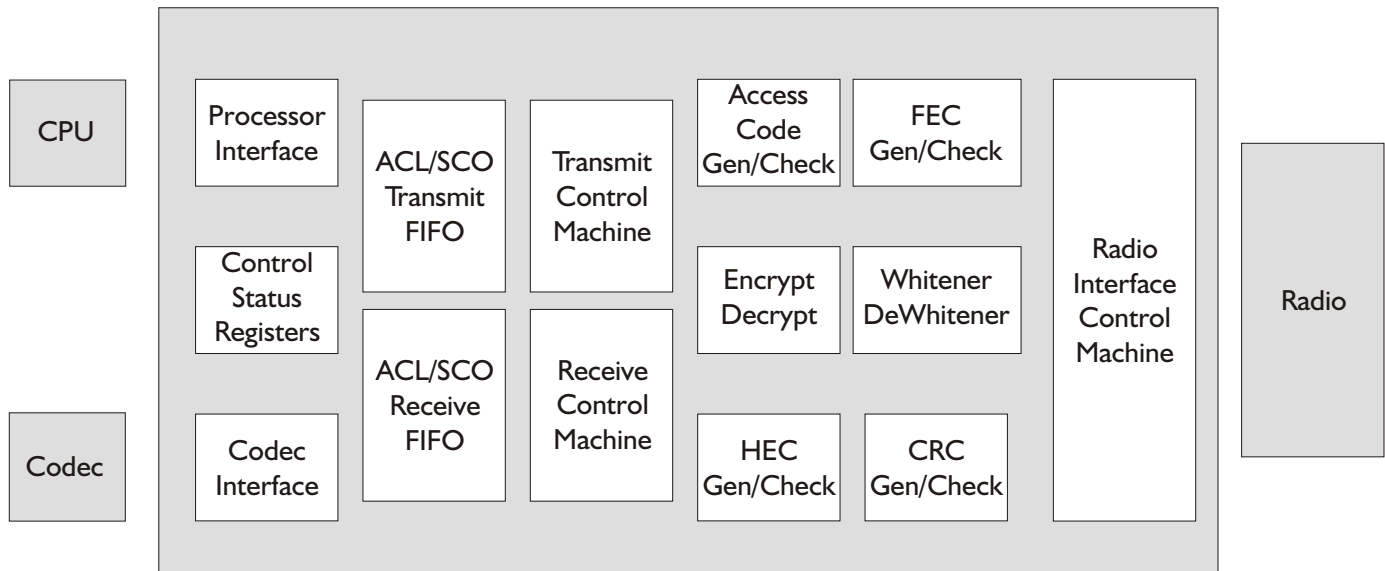 CPU
Codec
Processor
Interface
Control
Status
Registers
Codec
Interface
ACL/SCO
Transmit
FIFO
ACL/SCO
Receive
FIFO
Transmit
Control
Machine
Receive
Control
Machine
Access
Code
Gen/Check
FEC
Gen/Check
Encrypt
Decrypt
Whitener
DeWhitener
HEC
Gen/Check
CRC
Gen/Check
Radio
Interface
Control
Machine
Radio